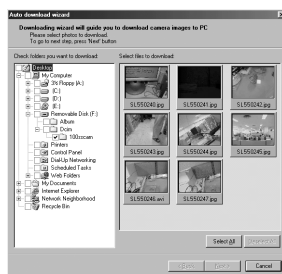 Auto download wizard
Downloading wizard will guide you to download camera images to PC
Please select photos to download.
To go to next step, press 'Next' button
Check folders you want to download:
Desktop
My Computer
3½ Floppy (A:)
(C:)
(D:)
(E:)
Removable Disk (F:)
Album
Dcim
100sscam
Printers
Control Panel
Dial-Up Networking
Scheduled Tasks
Web Folders
My Documents
Internet Explorer
Network Neighborhood
Recycle Bin
Select files to download:
SL550240.jpg
SL550241.jpg
SL550242.jpg
SL550243.jpg
SL550244.jpg
SL550245.jpg
SL550246.avi
SL550247.jpg
Select All
< Back
Next >
Cancel